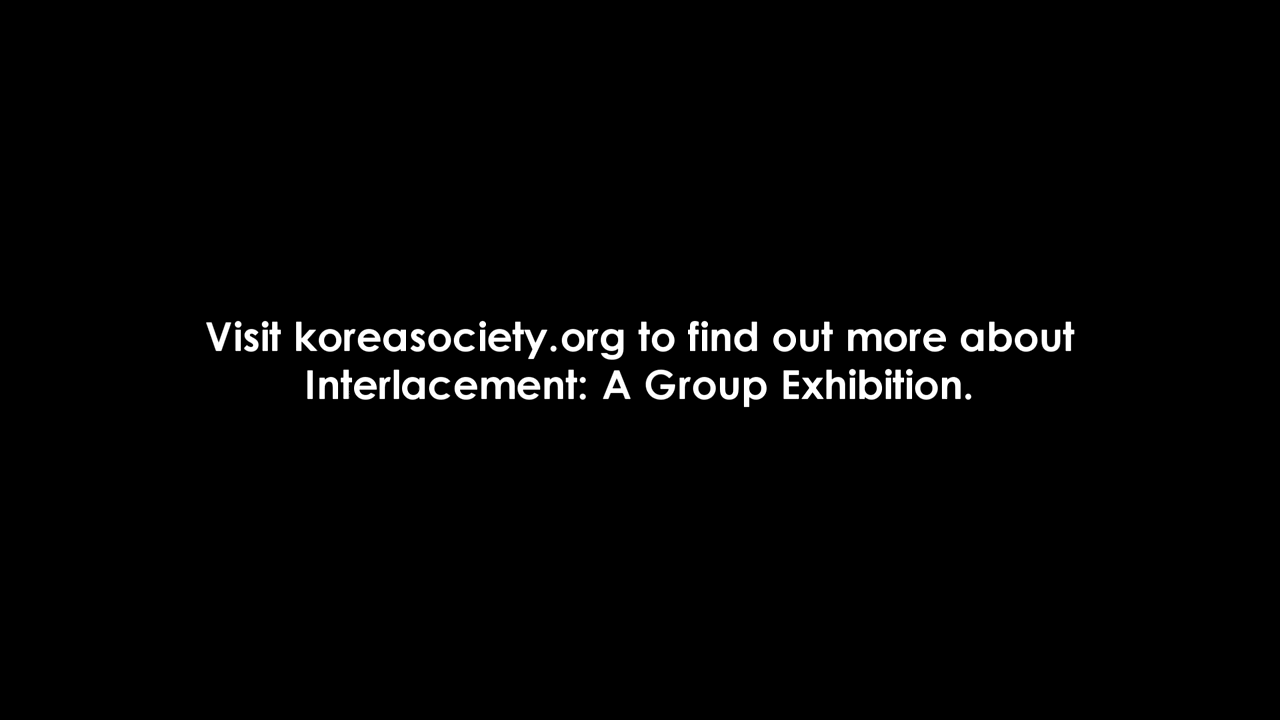 Visit koreasociety.org to find out more about
Interlacement: A Group Exhibition.